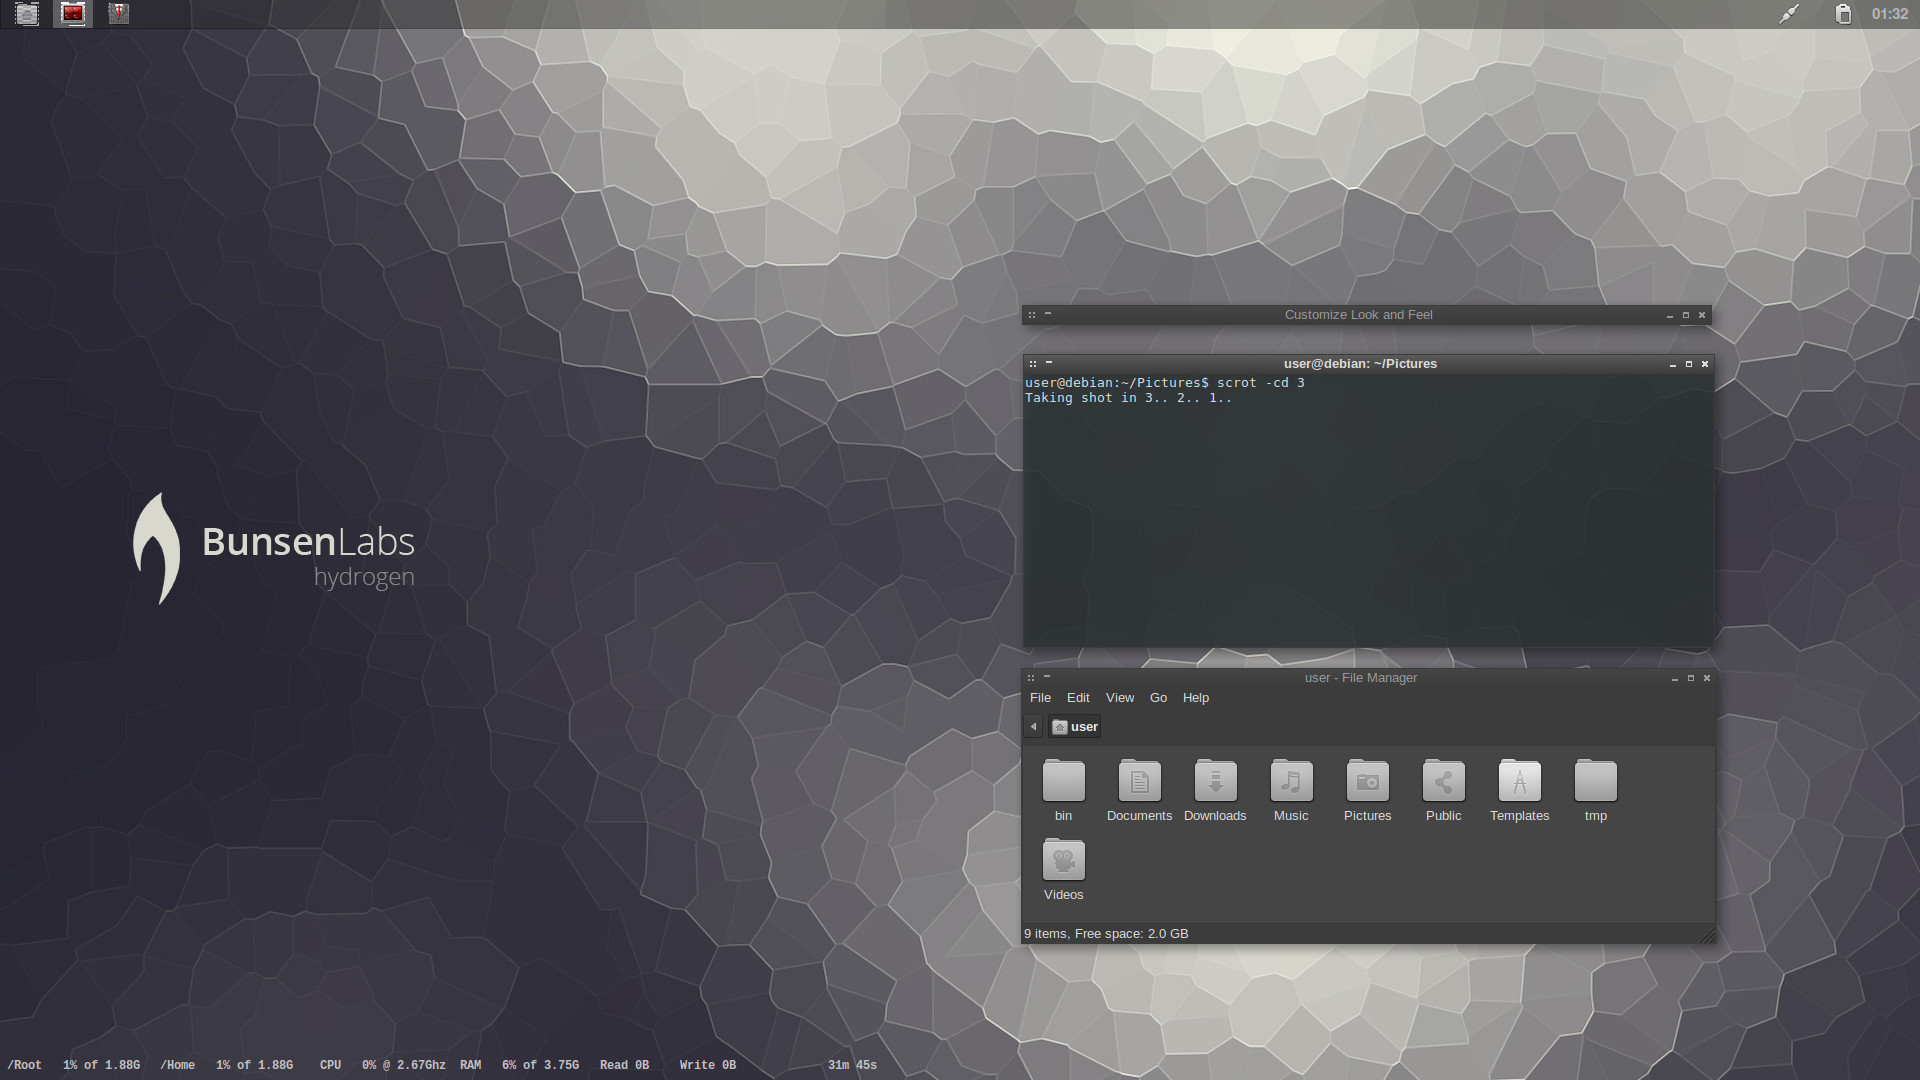 01:32
Customize Look and Feel
user@debian: ~/Pictures
user@debian:~/Pictures$ scrot -cd 3
Taking shot in 3.. 2.. 1..
BunsenLabs
hydrogen
user - File Manager
File Edit View Go Help
user
bin Documents Downloads Music Pictures Public Templates tmp
Videos
9 items, Free space: 2.0 GB
/Root 1% of 1.88G /Home 1% of 1.88G CPU 0% @ 2.67Ghz RAM 6% of 3.75G Read 0B Write 0B 31m 45s